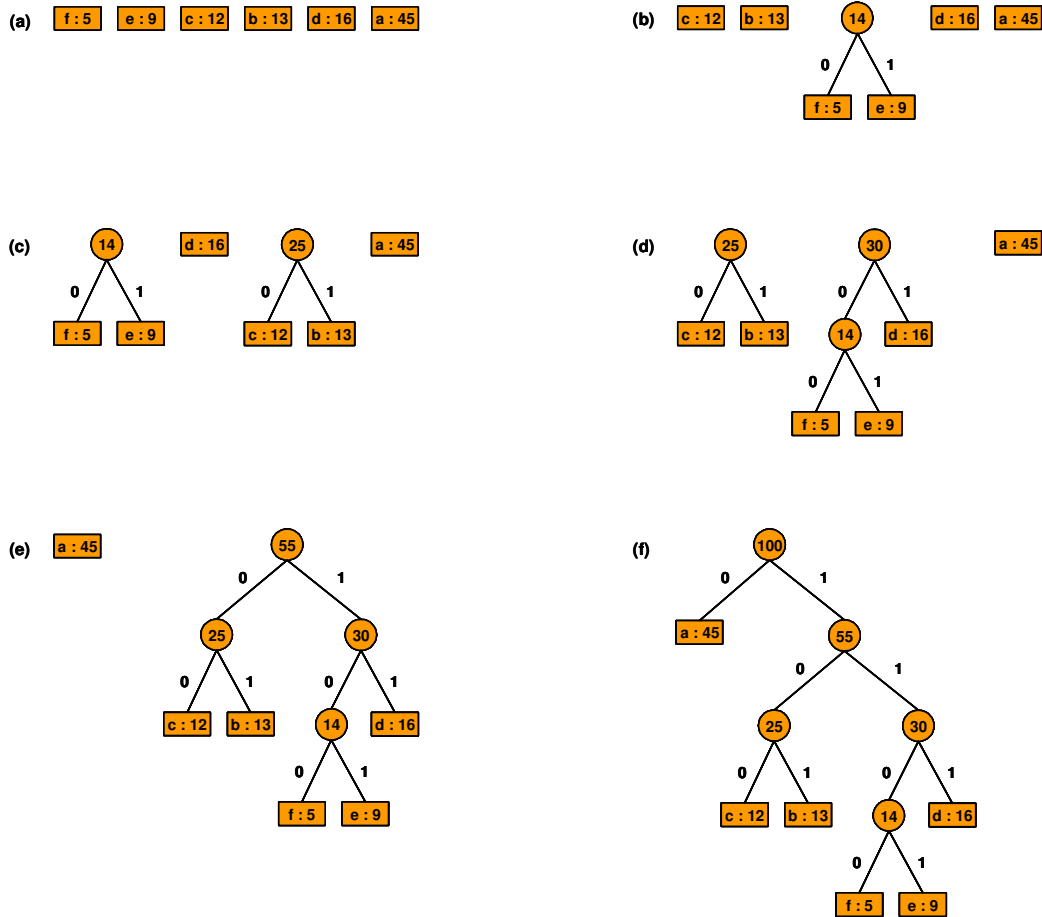 (a) f : 5 e : 9 c : 12 b : 13 d : 16 a : 45
(b) c : 12 b : 13 14 d : 16 a : 45
0 1
f : 5 e : 9
(c) 14 d : 16 25 a : 45
0 1 0 1
f : 5 e : 9 c : 12 b : 13
(d) 25 30 a : 45
0 1 0 1
c : 12 b : 13 14 d : 16
0 1
f : 5 e : 9
(e) a : 45 55
0 1
25 30
0 1 0 1
c : 12 b : 13 14 d : 16
0 1
f : 5 e : 9
(f) 100
0 1
a : 45 55
0 1
25 30
0 1 0 1
c : 12 b : 13 14 d : 16
0 1
f : 5 e : 9